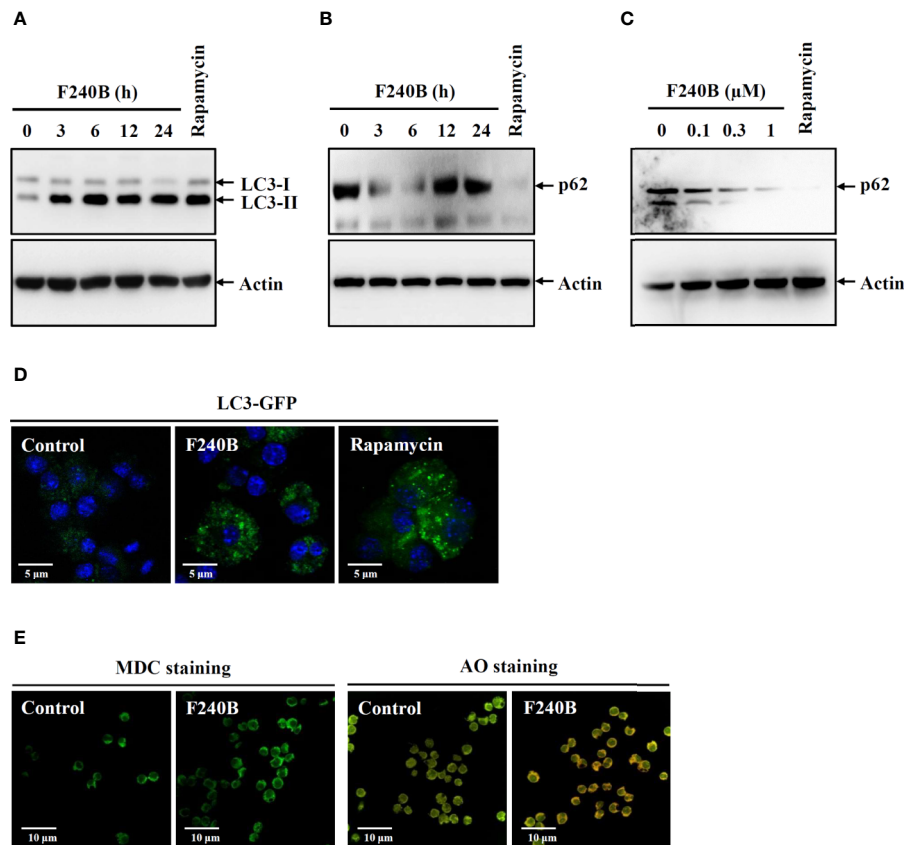 A
F240B (h)
Rapamycin
0 3 6 12 24
LC3-I
LC3-II
Actin
B
F240B (h)
Rapamycin
0 3 6 12 24
p62
Actin
C
F240B (μM)
Rapamycin
0 0.1 0.3 1
p62
Actin
D
LC3-GFP
Control
5 μm
F240B
5 μm
Rapamycin
5 μm
E
MDC staining
Control
10 μm
F240B
10 μm
AO staining
Control
10 μm
F240B
10 μm